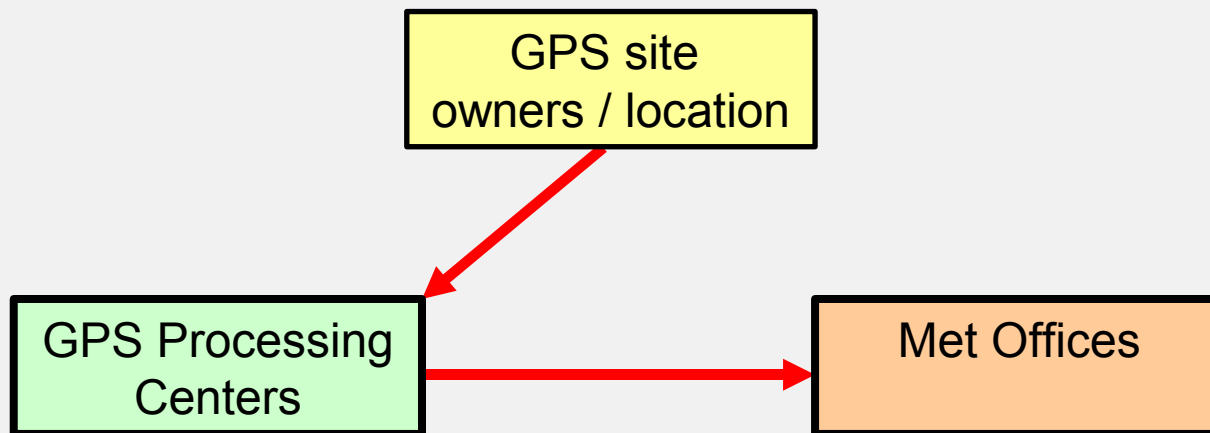 GPS site
owners / location
GPS Processing
Centers
Met Offices